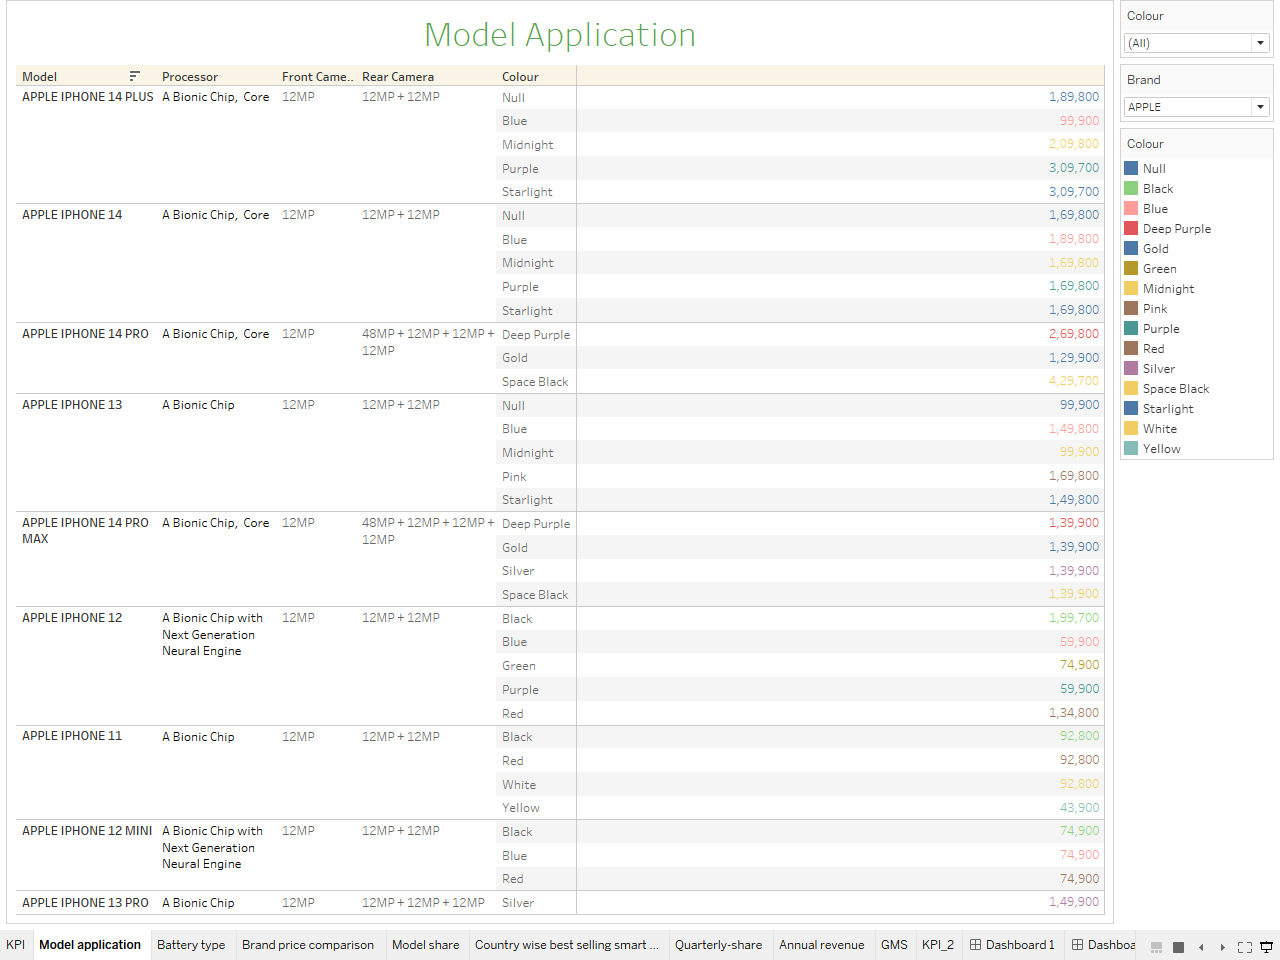 Model Application
Model Processor Front Came.. Rear Camera Colour
APPLE IPHONE 14 PLUS A Bionic Chip, Core 12MP 12MP + 12MP Null 1,89,800
Blue 99,900
Midnight 2,09,800
Purple 3,09,700
Starlight 3,09,700
APPLE IPHONE 14 A Bionic Chip, Core 12MP 12MP + 12MP Null 1,69,800
Blue 1,89,800
Midnight 1,69,800
Purple 1,69,800
Starlight 1,69,800
APPLE IPHONE 14 PRO A Bionic Chip, Core 12MP 48MP + 12MP + 12MP + Deep Purple 2,69,800
12MP Gold 1,29,900
Space Black 4,29,700
APPLE IPHONE 13 A Bionic Chip 12MP 12MP + 12MP Null 99,900
Blue 1,49,800
Midnight 99,900
Pink 1,69,800
Starlight 1,49,800
APPLE IPHONE 14 PRO A Bionic Chip, Core 12MP 48MP + 12MP + 12MP + Deep Purple 1,39,900
MAX 12MP Gold 1,39,900
Silver 1,39,900
Space Black 1,39,900
APPLE IPHONE 12 A Bionic Chip with 12MP 12MP + 12MP Black 1,99,700
Next Generation Blue 59,900
Neural Engine Green 74,900
Purple 59,900
Red 1,34,800
APPLE IPHONE 11 A Bionic Chip 12MP 12MP + 12MP Black 92,800
Red 92,800
White 92,800
Yellow 43,900
APPLE IPHONE 12 MINI A Bionic Chip with 12MP 12MP + 12MP Black 74,900
Next Generation Blue 74,900
Neural Engine Red 74,900
APPLE IPHONE 13 PRO A Bionic Chip 12MP 12MP + 12MP + 12MP Silver 1,49,900
Colour
(All)
Brand
APPLE
Colour
Null
Black
Blue
Deep Purple
Gold
Green
Midnight
Pink
Purple
Red
Silver
Space Black
Starlight
White
Yellow
KPI Model application Battery type Brand price comparison Model share Country wise best selling smart ... Quarterly-share Annual revenue GMS KPI_2 Dashboard 1 Dashboa